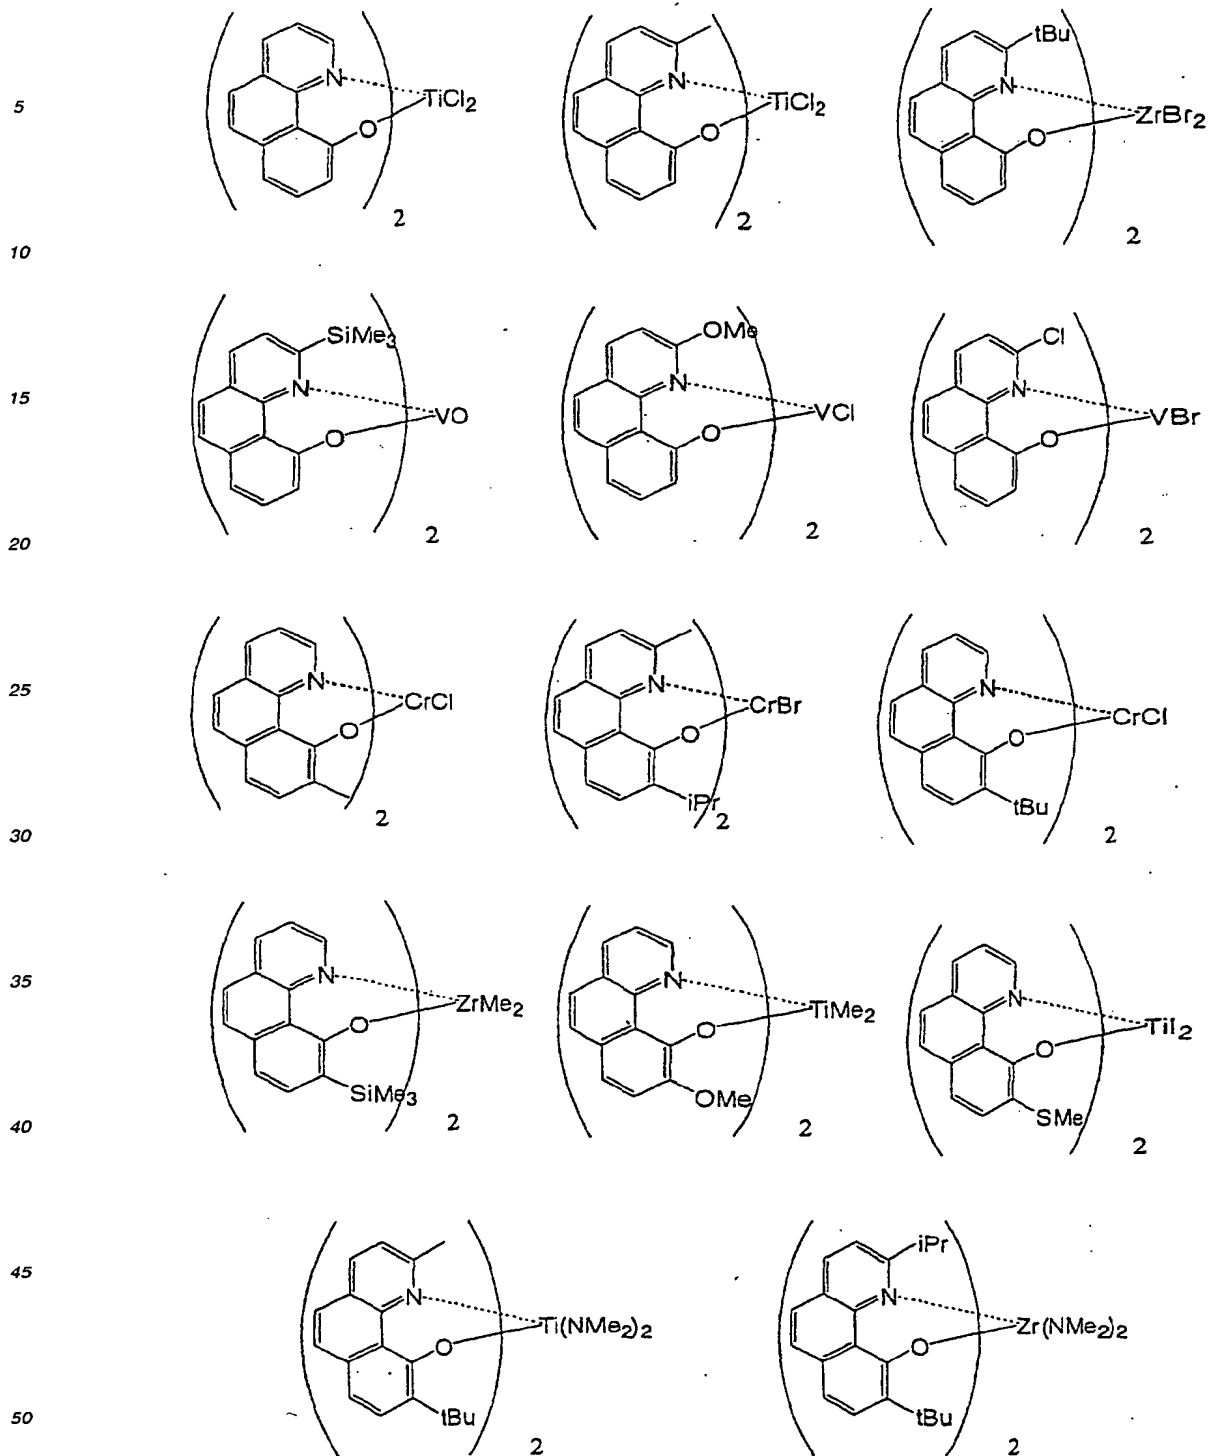 5
N TiCl2 O 2
N TiCl2 O 2
tBu N ZrBr2 O 2
10
SiMe3 N VO O 2
15
OMe N VCl O 2
Cl N VBr O 2
20
N CrCl O 2
25
N CrBr O iPr 2
N CrCl O tBu 2
30
N ZrMe2 O SiMe3 2
35
N TiMe2 O OMe 2
N TiI2 O SMe 2
40
N Ti(NMe2)2 O tBu 2
45
iPr N Zr(NMe2)2 O tBu 2
50